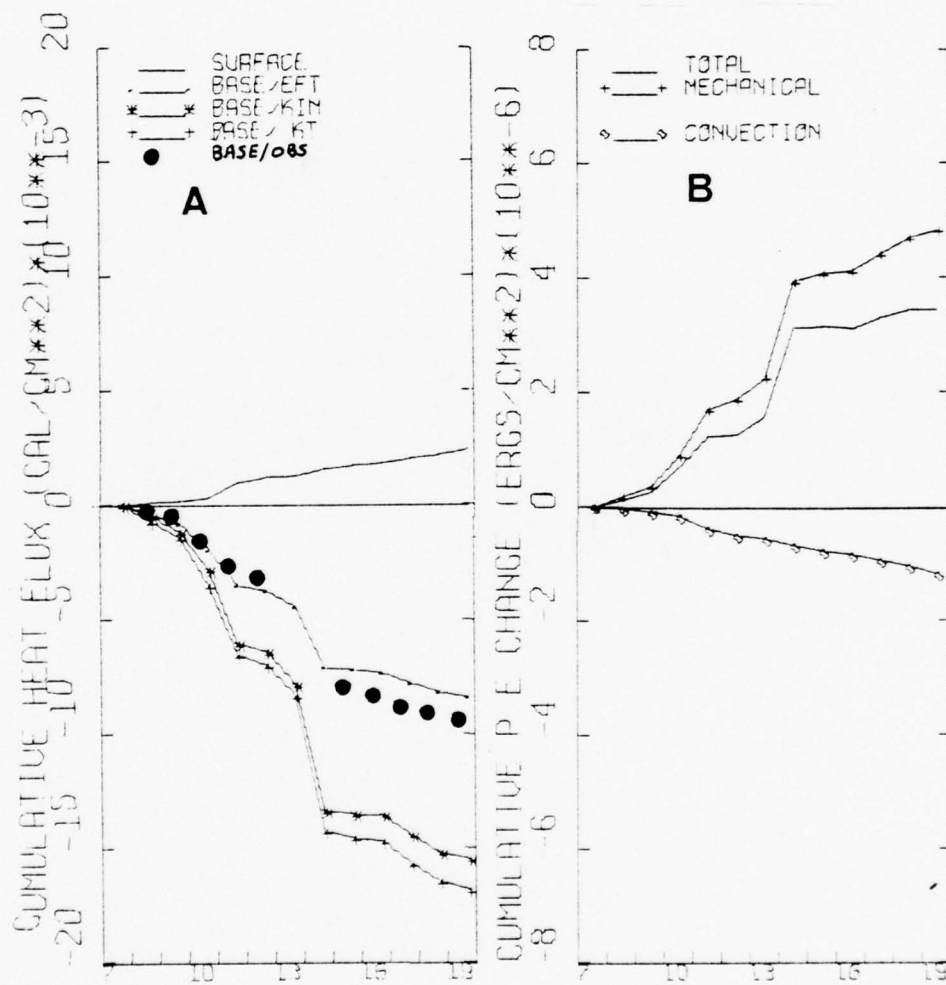 CUMULATIVE HEAT FLUX (CAL/CM**2)*(10**-3)
20
15
10
5
0
-5
-10
-15
-20
SURFACE
BASE/EFT
BASE/KIN
BASE/ KT
BASE/OBS
A
7
10
13
16
19
CUMULATIVE P E CHANGE (ERGS/CM**2)*(10**-6)
8
6
4
2
0
-2
-4
-6
-8
TOTAL
MECHANICAL
CONVECTION
B
7
10
13
16
19